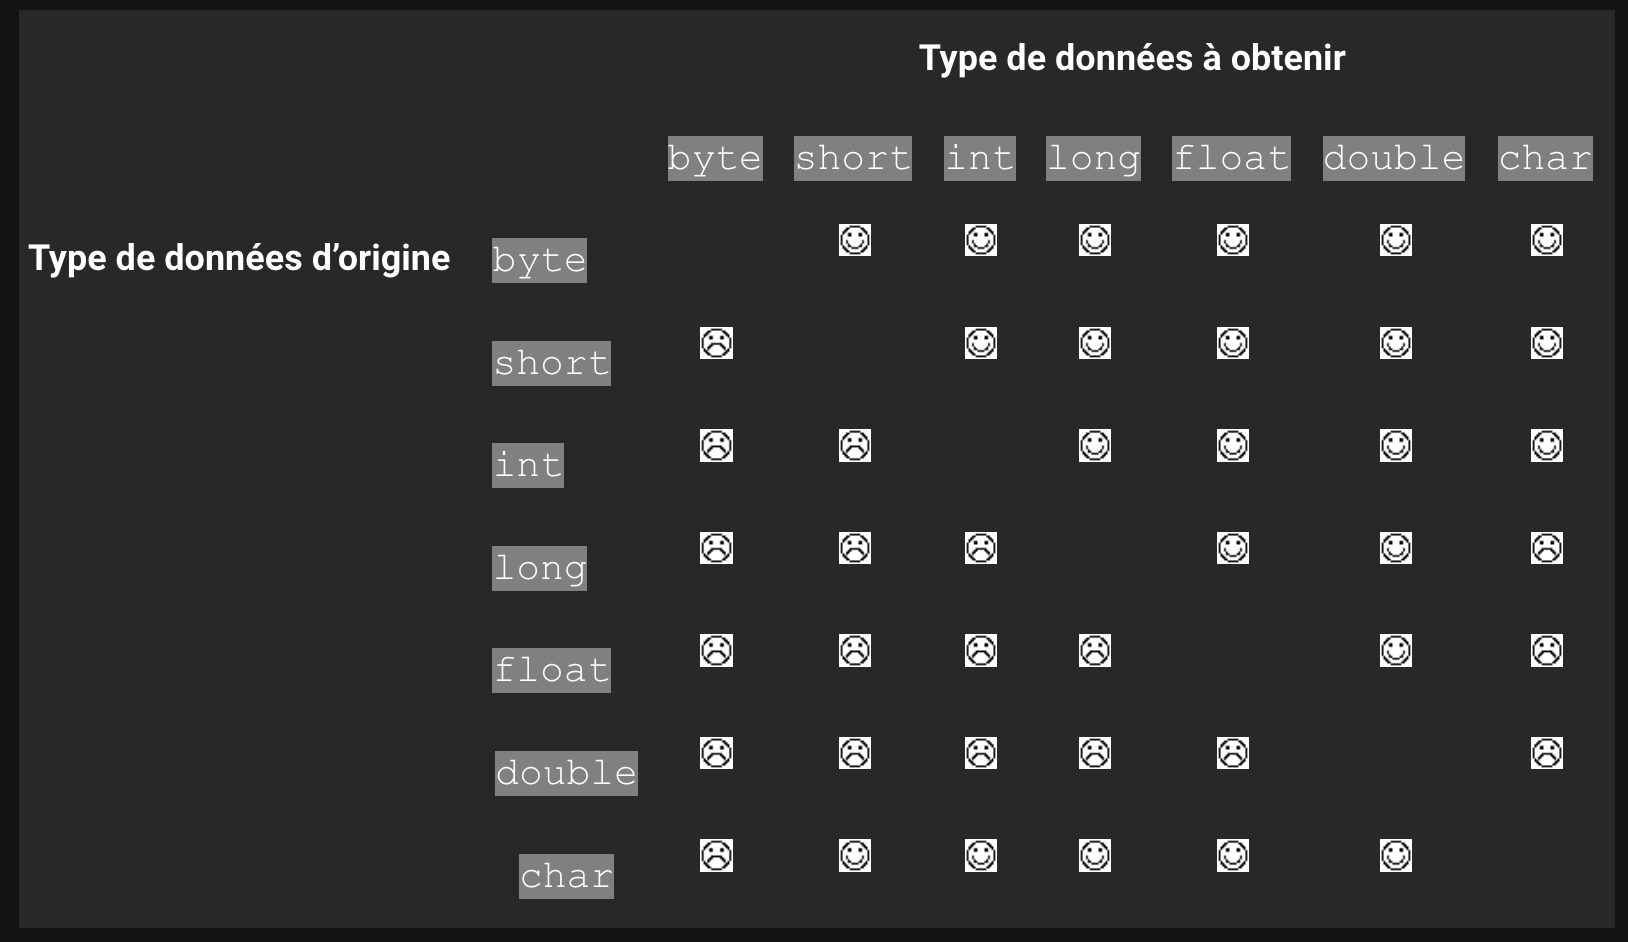 Type de données à obtenir
byte short int long float double char
Type de données d’origine byte
short
int
long
float
double
char